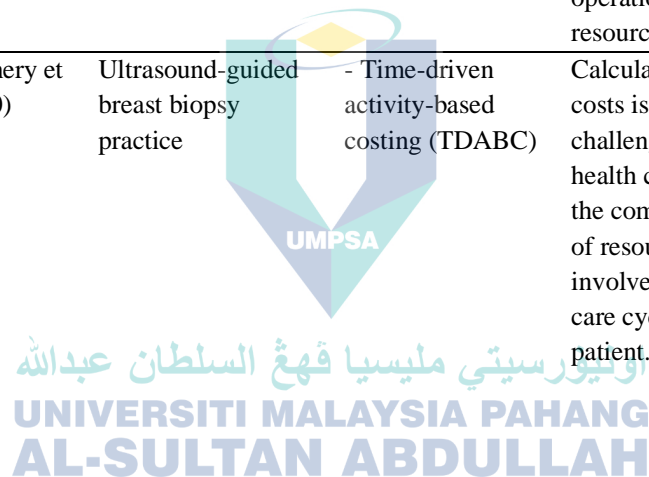 operatio
resourc
nery et Ultrasound-guided - Time-driven Calcula
)) breast biopsy activity-based costs is
practice costing (TDABC) challen
health c
the com
UMPSA
of resou
involve
care cy
patient.
اونيۏرسيتي مليسيا ڤهڠ السلطان عبدالله
UNIVERSITI MALAYSIA PAHANG
AL-SULTAN ABDULLAH